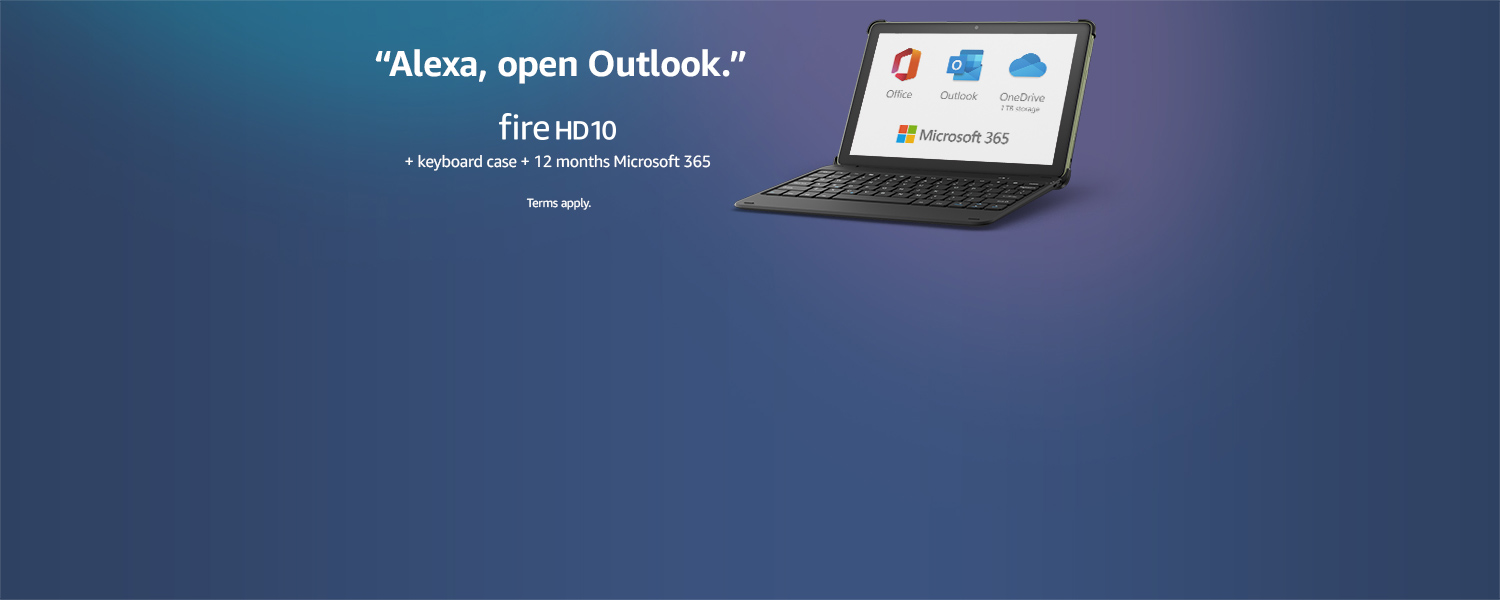 “Alexa, open Outlook.”
fire HD10
+ keyboard case + 12 months Microsoft 365
Terms apply.
Office
Outlook
OneDrive
1 TB storage
Microsoft 365